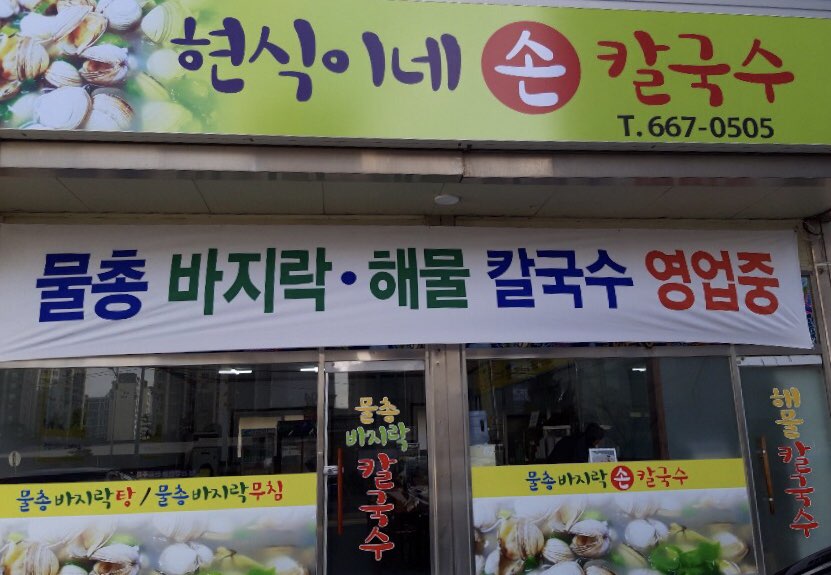 현식이네 손 칼국수
T. 667-0505
물총 바지락·해물 칼국수 영업중
물총
바지락
칼국수
해물칼국수
물총바지락탕 / 물총바지락무침
물총바지락 손 칼국수